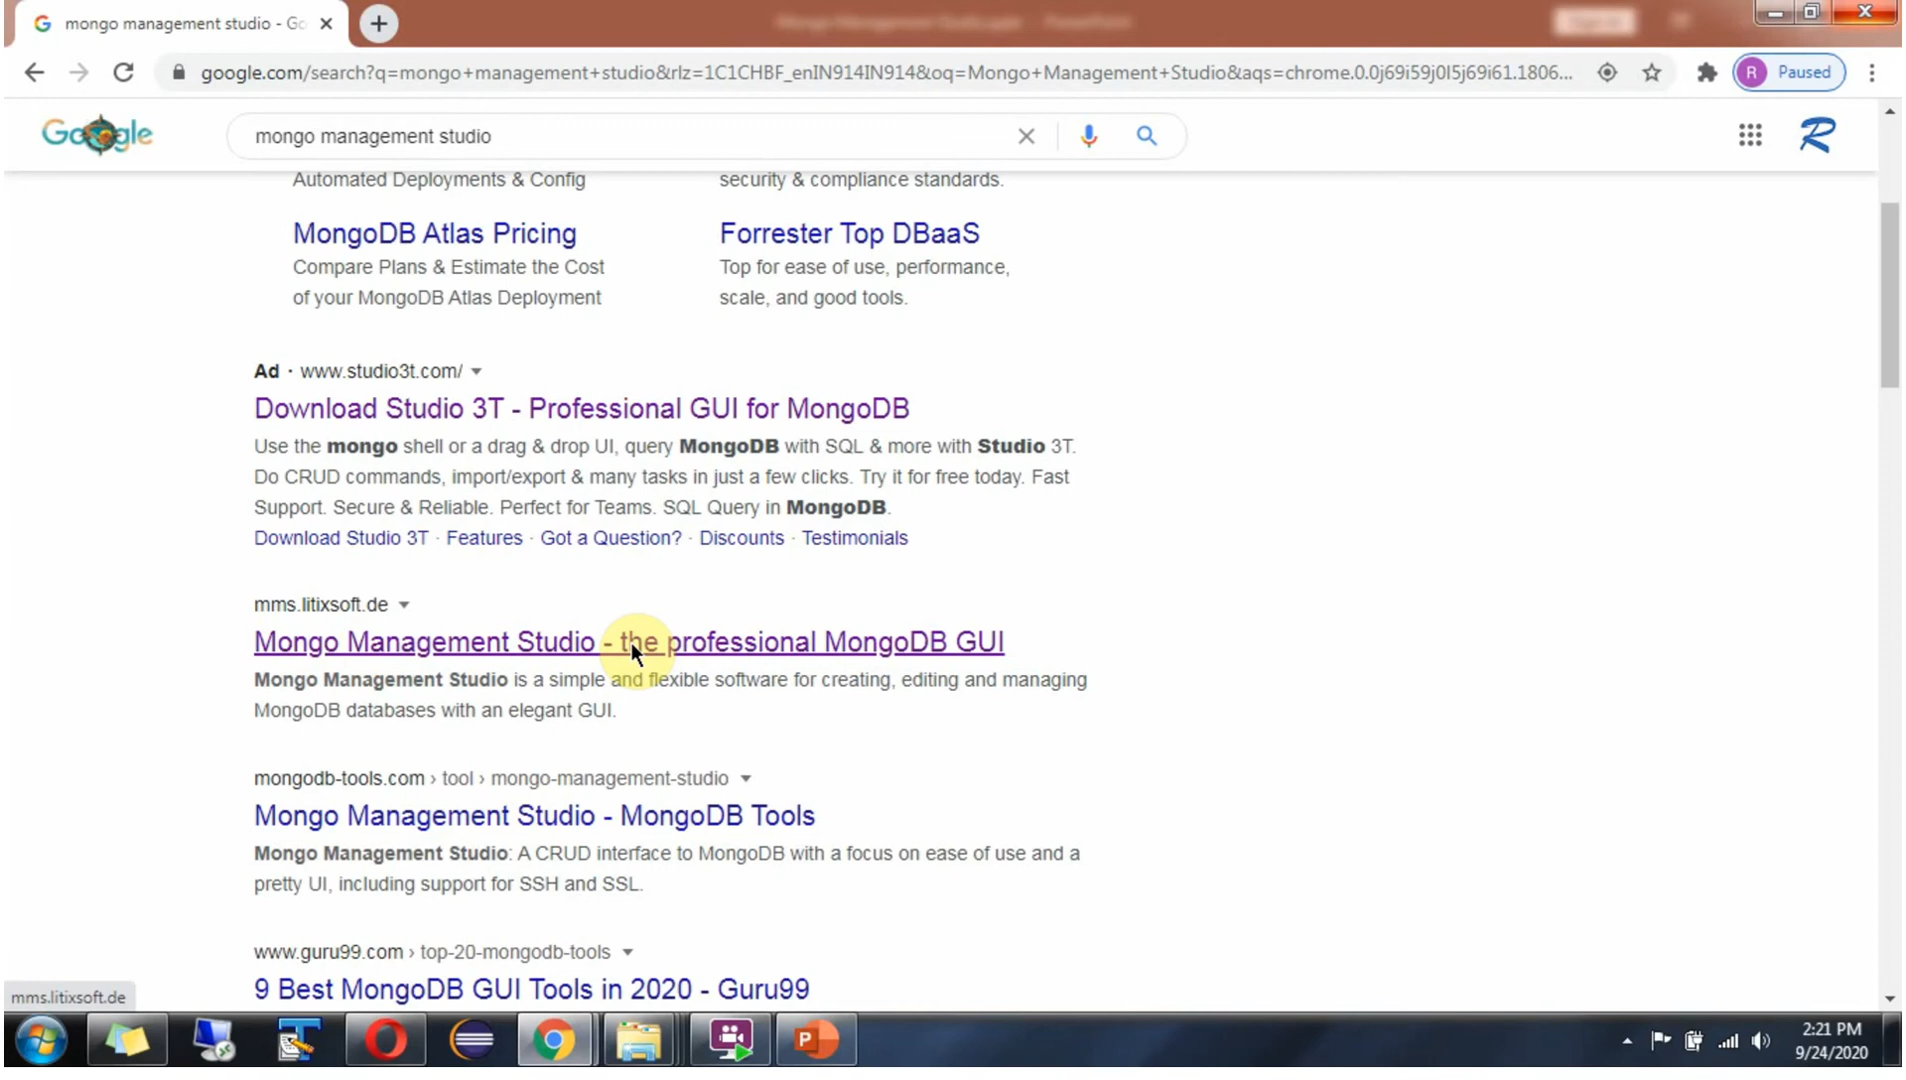 mongo management studio - Go
google.com/search?q=mongo+management+studio&rlz=1C1CHBF_enIN914IN914&oq=Mongo+Management+Studio&aqs=chrome.0.0j69i59j0l5j69i61.1806...
R Paused
Google
mongo management studio
Automated Deployments & Config
security & compliance standards.
MongoDB Atlas Pricing
Forrester Top DBaaS
Compare Plans & Estimate the Cost
Top for ease of use, performance,
of your MongoDB Atlas Deployment
scale, and good tools.
Ad · www.studio3t.com/
Download Studio 3T - Professional GUI for MongoDB
Use the mongo shell or a drag & drop UI, query MongoDB with SQL & more with Studio 3T.
Do CRUD commands, import/export & many tasks in just a few clicks. Try it for free today. Fast
Support. Secure & Reliable. Perfect for Teams. SQL Query in MongoDB.
Download Studio 3T · Features · Got a Question? · Discounts · Testimonials
mms.litixsoft.de
Mongo Management Studio - the professional MongoDB GUI
Mongo Management Studio is a simple and flexible software for creating, editing and managing
MongoDB databases with an elegant GUI.
mongodb-tools.com › tool › mongo-management-studio
Mongo Management Studio - MongoDB Tools
Mongo Management Studio: A CRUD interface to MongoDB with a focus on ease of use and a
pretty UI, including support for SSH and SSL.
www.guru99.com › top-20-mongodb-tools
9 Best MongoDB GUI Tools in 2020 - Guru99
mms.litixsoft.de
2:21 PM
9/24/2020